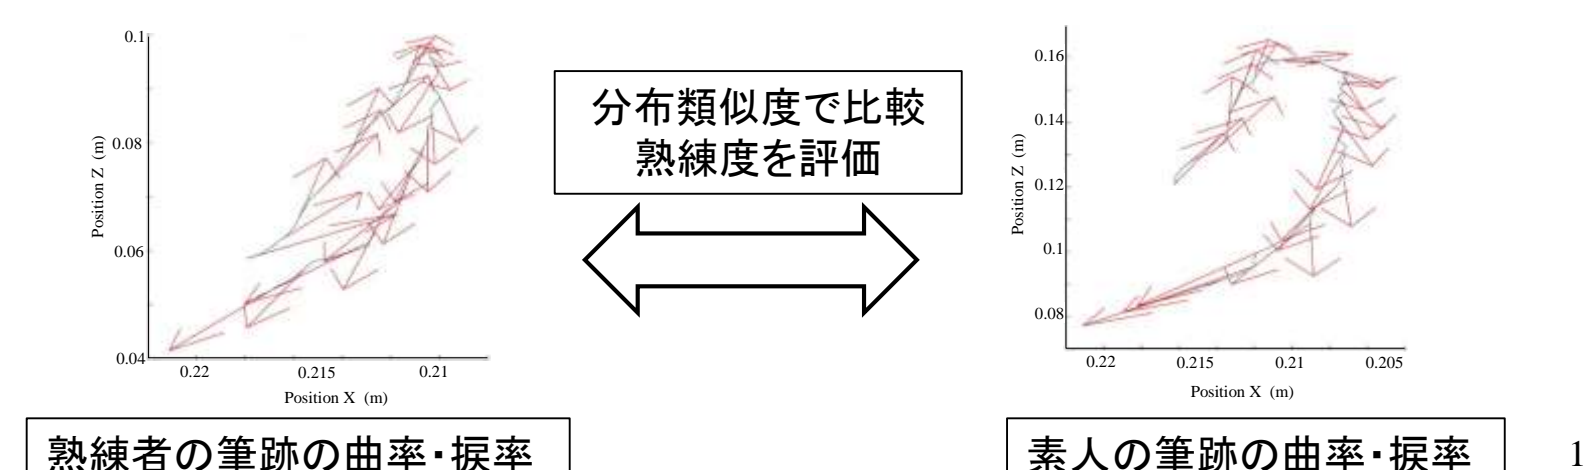 0.1
0.08
0.06
0.04
Position Z (m)
0.22 0.215 0.21
Position X (m)
熟練者の筆跡の曲率・捩率
分布類似度で比較
熟練度を評価
0.16
0.14
0.12
0.1
0.08
Position Z (m)
0.22 0.215 0.21 0.205
Position X (m)
素人の筆跡の曲率・捩率
1